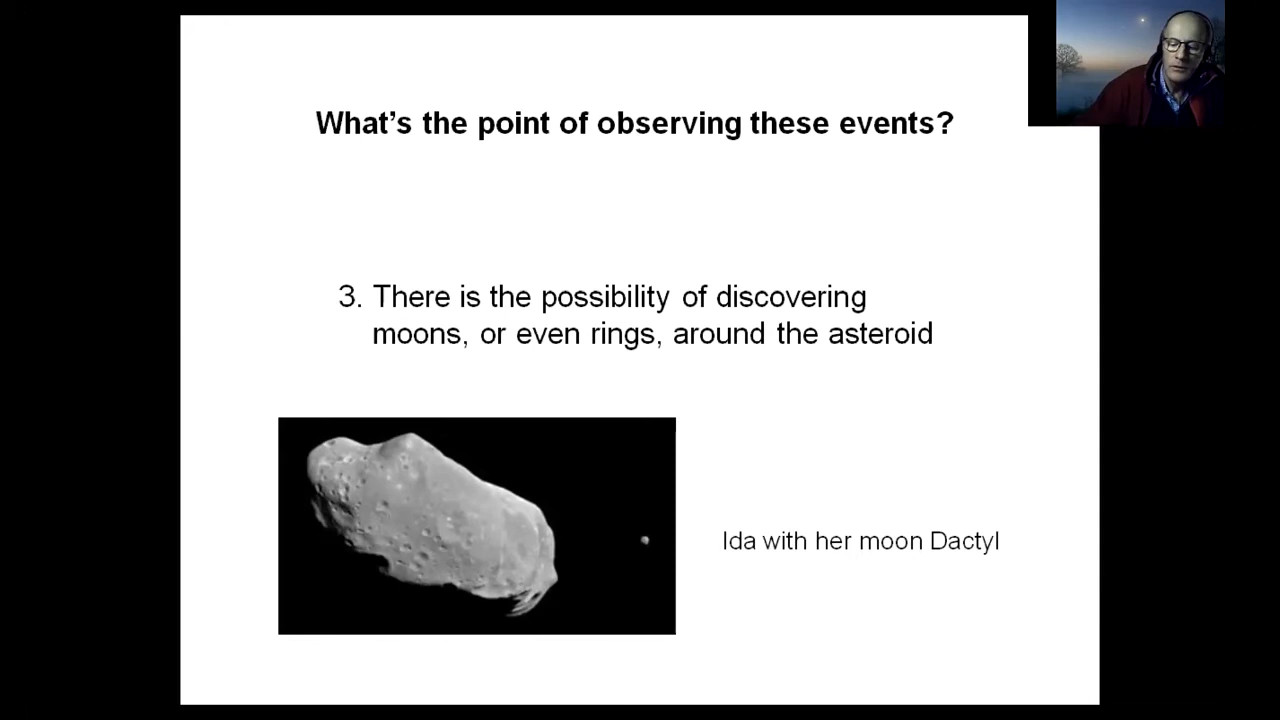 What's the point of observing these events?
3. There is the possibility of discovering
moons, or even rings, around the asteroid
Ida with her moon Dactyl